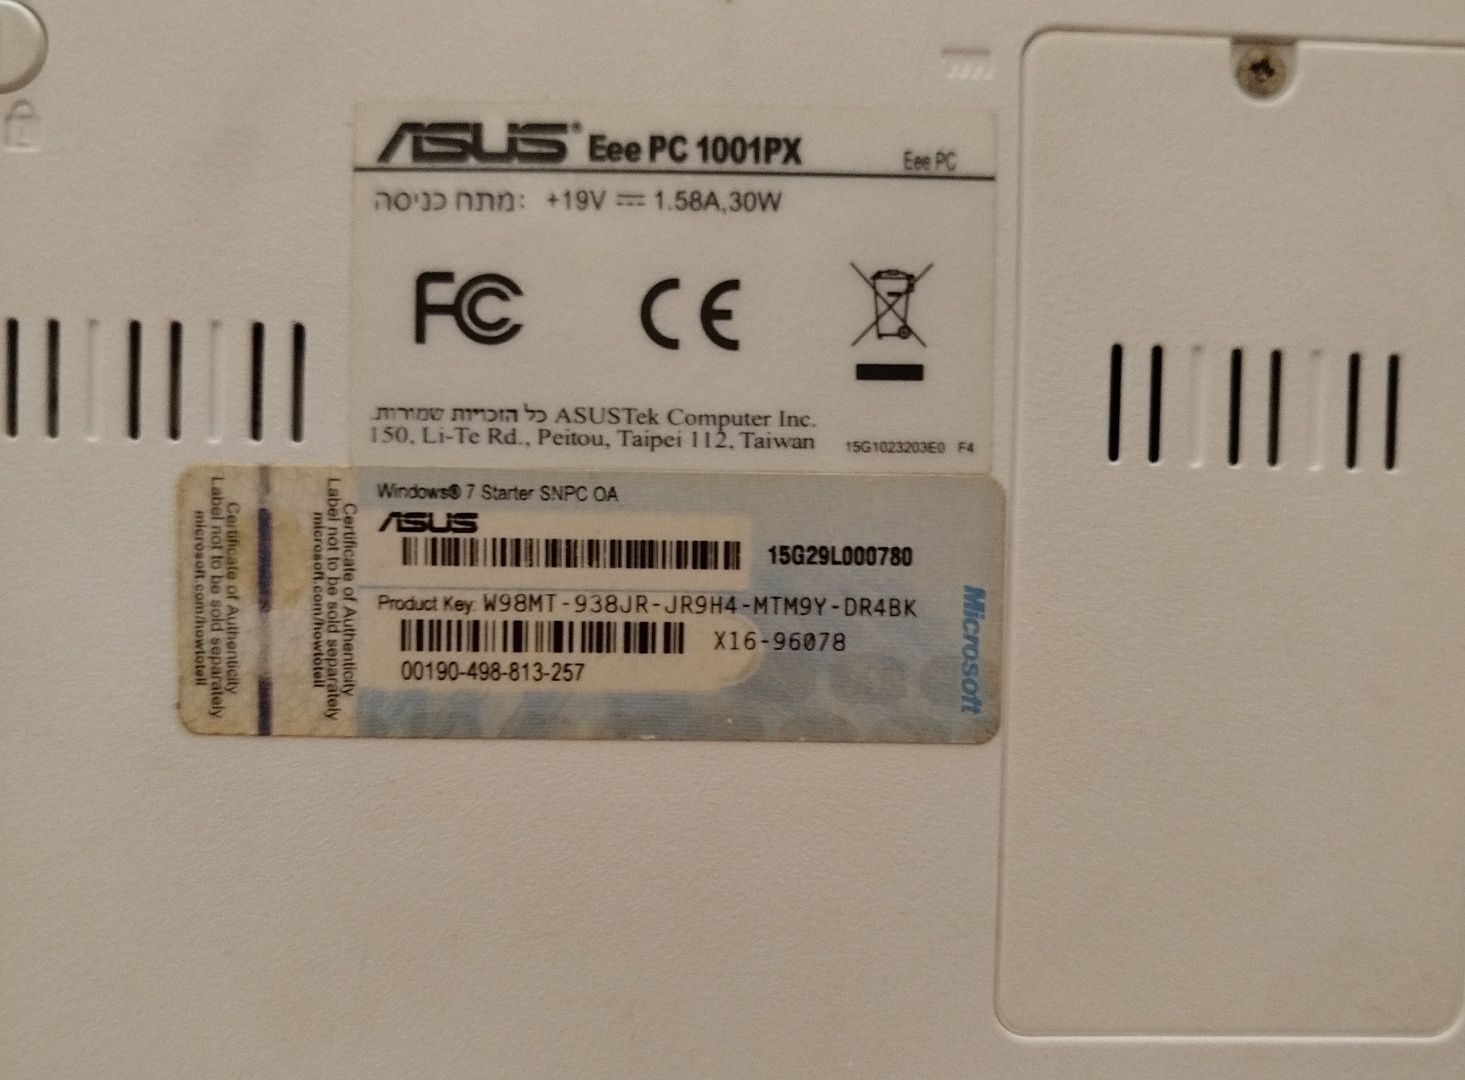 ASUS® Eee PC 1001PX Eee PC
מתח כניסה: +19V 1.58A,30W
FC CE
כל הזכויות שמורות. ASUSTek Computer Inc.
150, Li-Te Rd., Peitou, Taipei 112, Taiwan 15G1023203E0 F4
Windows® 7 Starter SNPC OA
ASUS
15G29L000780
Product Key: W98MT-938JR-JR9H4-MTM9Y-DR4BK
X16-96078
00190-498-813-257
Microsoft
Certificate of Authenticity
Label not to be sold separately
microsoft.com/howtotell
Certificate of Authenticity
Label not to be sold separately
microsoft.com/howtotell